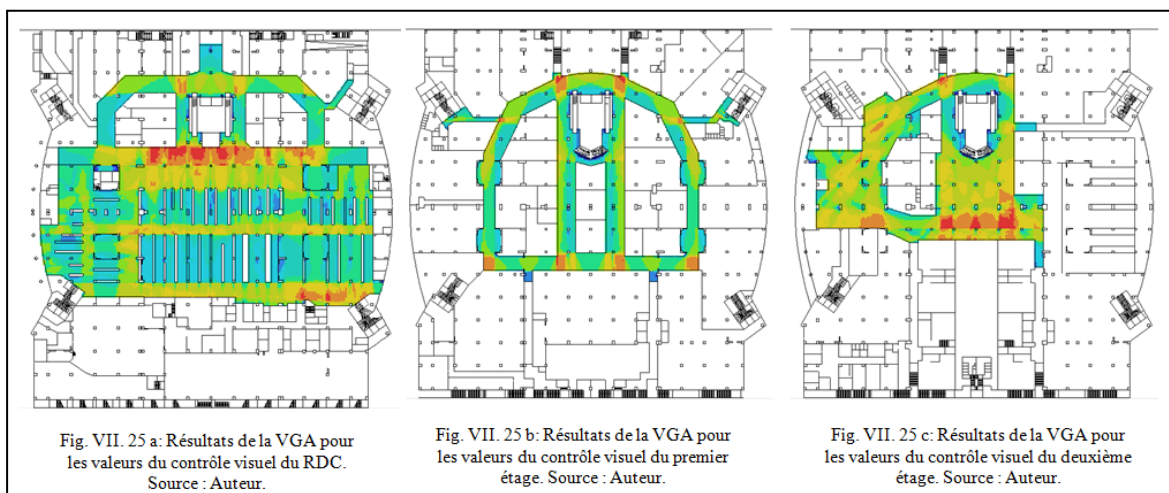 Fig. VII. 25 a: Résultats de la VGA pour
les valeurs du contrôle visuel du RDC.
Source : Auteur.
Fig. VII. 25 b: Résultats de la VGA pour
les valeurs du contrôle visuel du premier
étage. Source : Auteur.
Fig. VII. 25 c: Résultats de la VGA pour
les valeurs du contrôle visuel du deuxième
étage. Source : Auteur.